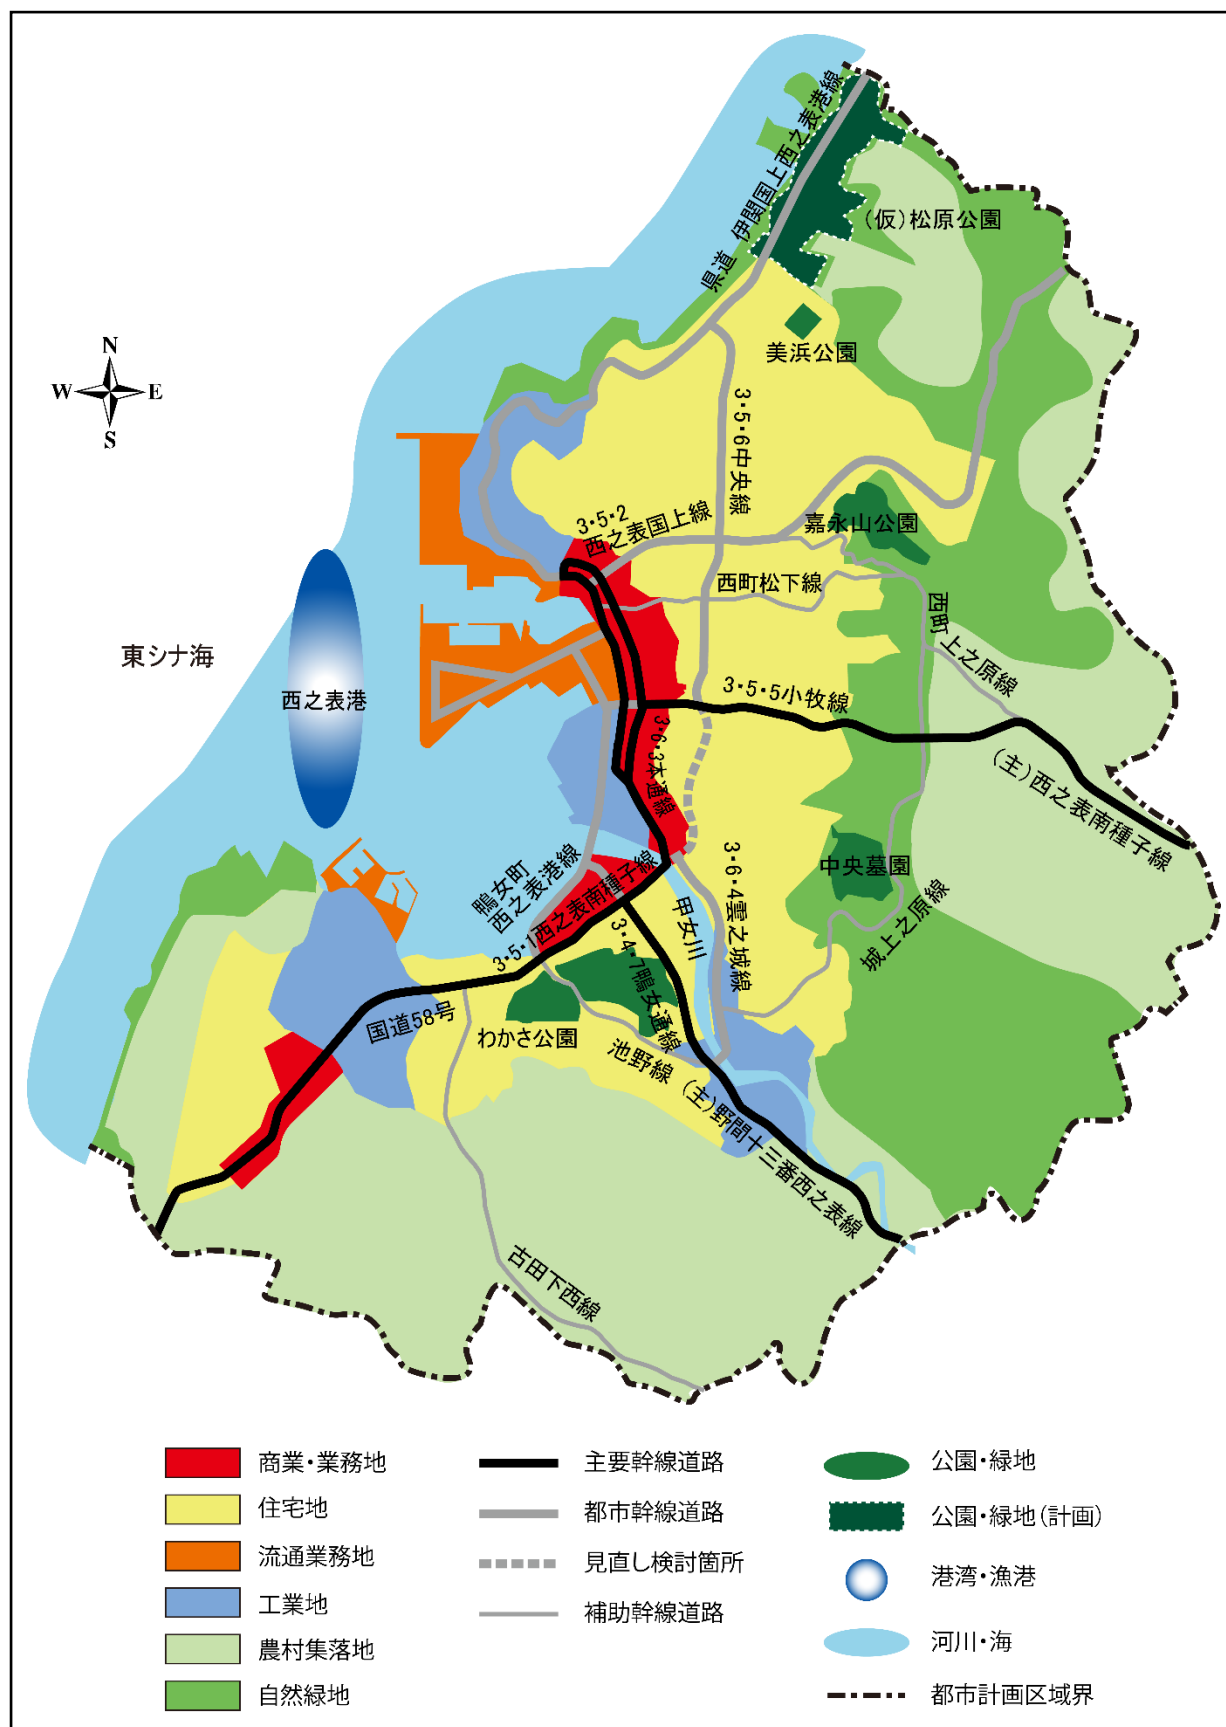 県道 伊関国上西之表港線
(仮)松原公園
美浜公園
N
W
E
S
3・5・6中央線
3・5・2
西之表国上線
嘉永山公園
西町松下線
西町上之原線
東シナ海
西之表港
3・5・5小牧線
3・6・3本通線
(主)西之表南種子線
鴨女町
西之表港線
3・5・1西之表南種子線
甲女川
3・6・4雲之城線
中央墓園
城上之原線
3・4・7鴨女通線
国道58号
わかさ公園
池野線
(主)野間十三番西之表線
古田下西線
商業・業務地
住宅地
流通業務地
工業地
農村集落地
自然緑地
主要幹線道路
都市幹線道路
見直し検討箇所
補助幹線道路
公園・緑地
公園・緑地(計画)
港湾・漁港
河川・海
都市計画区域界